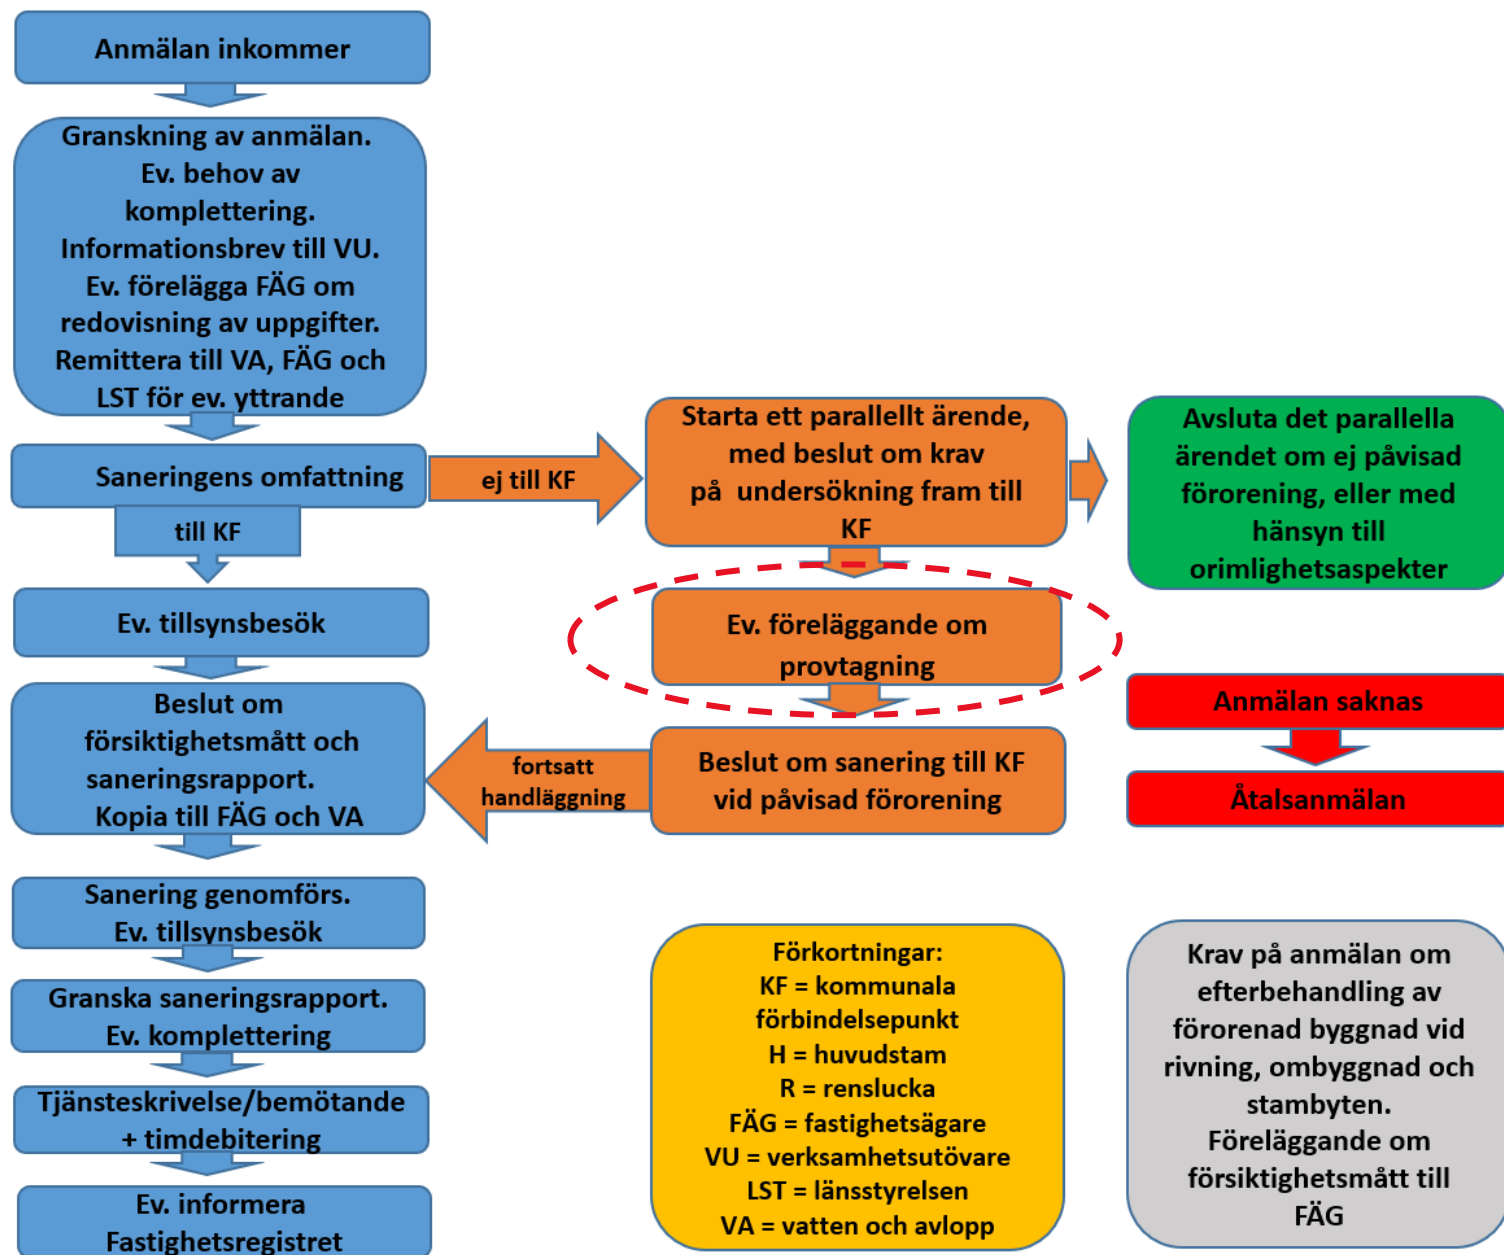 Anmälan inkommer
Granskning av anmälan.
Ev. behov av
komplettering.
Informationsbrev till VU.
Ev. förelägga FÄG om
redovisning av uppgifter.
Remittera till VA, FÄG och
LST för ev. yttrande
Saneringens omfattning
till KF
Ev. tillsynsbesök
Beslut om
försiktighetsmått och
saneringsrapport.
Kopia till FÄG och VA
Sanering genomförs.
Ev. tillsynsbesök
Granska saneringsrapport.
Ev. komplettering
Tjänsteskrivelse/bemötande
+ timdebitering
Ev. informera
Fastighetsregistret
ej till KF
Starta ett parallellt ärende,
med beslut om krav
på undersökning fram till
KF
Ev. föreläggande om
provtagning
Beslut om sanering till KF
vid påvisad förorening
fortsatt
handläggning
Avsluta det parallella
ärendet om ej påvisad
förorening, eller med
hänsyn till
orimlighetsaspekter
Anmälan saknas
Åtalsanmälan
Förkortningar:
KF = kommunala
förbindelsepunkt
H = huvudstam
R = renslucka
FÄG = fastighetsägare
VU = verksamhetsutövare
LST = länsstyrelsen
VA = vatten och avlopp
Krav på anmälan om
efterbehandling av
förorenad byggnad vid
rivning, ombyggnad och
stambyten.
Föreläggande om
försiktighetsmått till
FÄG